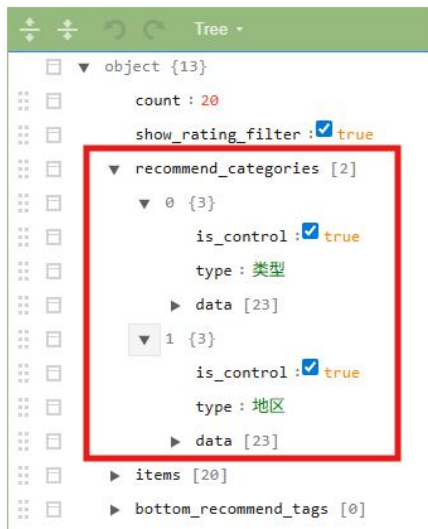 Tree
object {13}
count : 20
show_rating_filter : true
recommend_categories [2]
0 {3}
is_control : true
type : 类型
data [23]
1 {3}
is_control : true
type : 地区
data [23]
items [20]
bottom_recommend_tags [0]